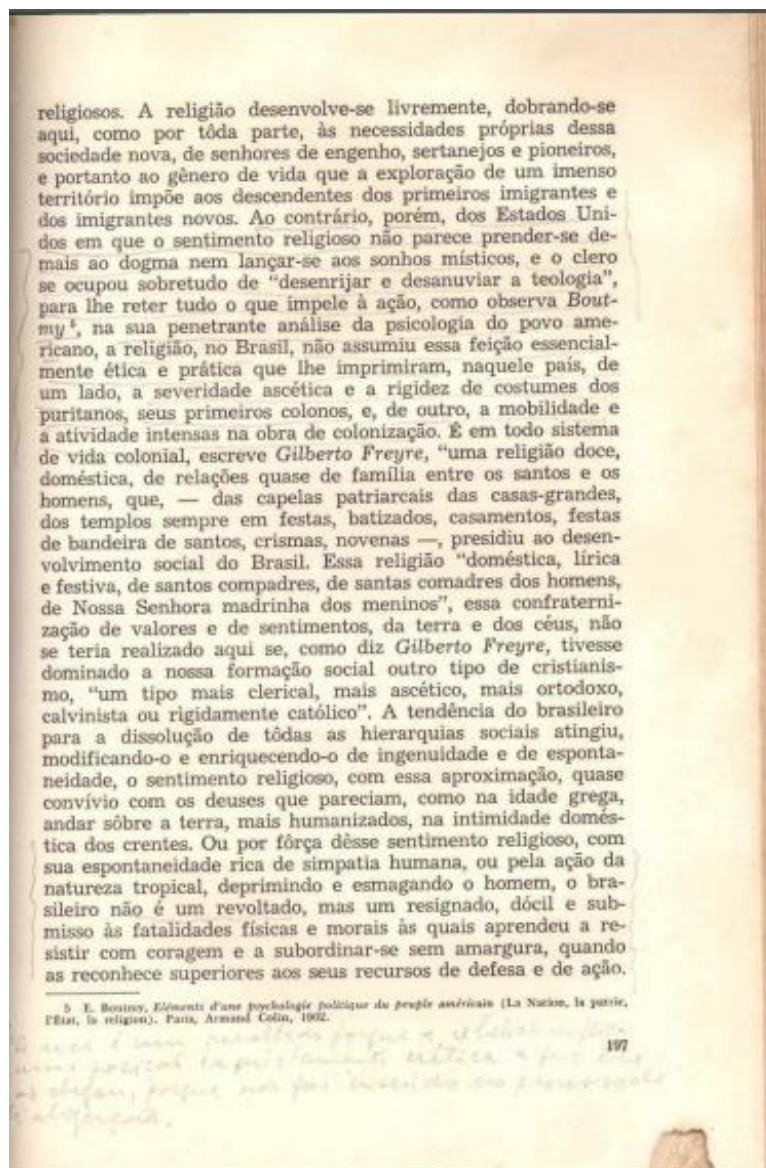 religiosos. A religião desenvolve-se livremente, dobrando-se
aqui, como por tôda parte, às necessidades próprias dessa
sociedade nova, de senhores de engenho, sertanejos e pioneiros,
e portanto ao gênero de vida que a exploração de um imenso
território impõe aos descendentes dos primeiros imigrantes e
dos imigrantes novos. Ao contrário, porém, dos Estados Uni-
dos em que o sentimento religioso não parece prender-se de-
mais ao dogma nem lançar-se aos sonhos místicos, e o clero
se ocupou sobretudo de “desenrijar e desanuviar a teologia”,
para lhe reter tudo o que impele à ação, como observa Bout-
my⁵, na sua penetrante análise da psicologia do povo ame-
ricano, a religião, no Brasil, não assumiu essa feição essencial-
mente ética e prática que lhe imprimiram, naquele país, de
um lado, a severidade ascética e a rigidez de costumes dos
puritanos, seus primeiros colonos, e, de outro, a mobilidade e
a atividade intensas na obra de colonização. É em todo sistema
de vida colonial, escreve Gilberto Freyre, “uma religião doce,
doméstica, de relações quase de família entre os santos e os
homens, que, — das capelas patriarcais das casas-grandes,
dos templos sempre em festas, batizados, casamentos, festas
de bandeira de santos, crismas, novenas —, presidiu ao desen-
volvimento social do Brasil. Essa religião “doméstica, lírica
e festiva, de santos compadres, de santas comadres dos homens,
de Nossa Senhora madrinha dos meninos”, essa confraterni-
zação de valores e de sentimentos, da terra e dos céus, não
se teria realizado aqui se, como diz Gilberto Freyre, tivesse
dominado a nossa formação social outro tipo de cristianis-
mo, “um tipo mais clerical, mais ascético, mais ortodoxo,
calvinista ou rigidamente católico”. A tendência do brasileiro
para a dissolução de tôdas as hierarquias sociais atingiu,
modificando-o e enriquecendo-o de ingenuidade e de esponta-
neidade, o sentimento religioso, com essa aproximação, quase
convívio com os deuses que pareciam, como na idade grega,
andar sôbre a terra, mais humanizados, na intimidade domés-
tica dos crentes. Ou por fôrça dêsse sentimento religioso, com
sua espontaneidade rica de simpatia humana, ou pela ação da
natureza tropical, deprimindo e esmagando o homem, o bra-
sileiro não é um revoltado, mas um resignado, dócil e sub-
misso às fatalidades físicas e morais às quais aprendeu a re-
sistir com coragem e a subordinar-se sem amargura, quando
as reconhece superiores aos seus recursos de defesa e de ação.
5 E. Boutmy, Eléments d'une psychologie politique du peuple américain (La Nation, la patrie,
l'État, la religion). Paris, Armand Colin, 1902.
197